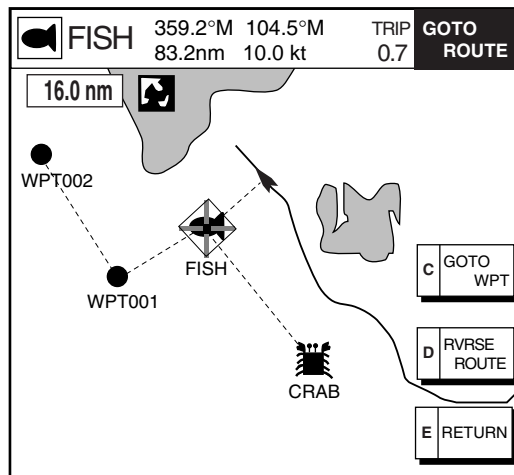 FISH 359.2°M 104.5°M TRIP GOTO
83.2nm 10.0 kt 0.7 ROUTE
16.0 nm
WPT002
FISH
C GOTO WPT
WPT001
D RVRSE ROUTE
CRAB
E RETURN